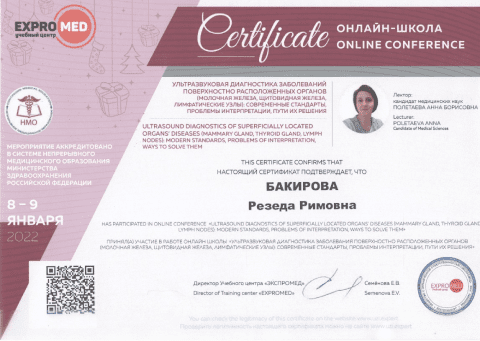 EXPRO MED
учебный центр
Certificate
ОНЛАЙН-ШКОЛА
ONLINE CONFERENCE
УЛЬТРАЗВУКОВАЯ ДИАГНОСТИКА ЗАБОЛЕВАНИЙ
ПОВЕРХНОСТНО РАСПОЛОЖЕННЫХ ОРГАНОВ
(МОЛОЧНАЯ ЖЕЛЕЗА, ЩИТОВИДНАЯ ЖЕЛЕЗА,
ЛИМФАТИЧЕСКИЕ УЗЛЫ): СОВРЕМЕННЫЕ СТАНДАРТЫ,
ПРОБЛЕМЫ ИНТЕРПРЕТАЦИИ, ПУТИ ИХ РЕШЕНИЯ
ULTRASOUND DIAGNOSTICS OF SUPERFICIALLY LOCATED
ORGANS' DISEASES (MAMMARY GLAND, THYROID GLAND, LYMPH
NODES): MODERN STANDARDS, PROBLEMS OF INTERPRETATION,
WAYS TO SOLVE THEM
Лектор:
кандидат медицинских наук
ПОЛЕТАЕВА АННА БОРИСОВНА
Lecturer:
POLETAEVA ANNA
Candidate of Medical Sciences
НМО
МЕРОПРИЯТИЕ АККРЕДИТОВАНО
В СИСТЕМЕ НЕПРЕРЫВНОГО
МЕДИЦИНСКОГО ОБРАЗОВАНИЯ
МИНИСТЕРСТВА
ЗДРАВООХРАНЕНИЯ
РОССИЙСКОЙ ФЕДЕРАЦИИ
8 – 9
ЯНВАРЯ
2022
THIS CERTIFICATE CONFIRMS THAT
НАСТОЯЩИЙ СЕРТИФИКАТ ПОДТВЕРЖДАЕТ, ЧТО
БАКИРОВА
Резеда Римовна
HAS PARTICIPATED IN ONLINE CONFERENCE «ULTRASOUND DIAGNOSTICS OF SUPERFICIALLY LOCATED ORGANS' DISEASES (MAMMARY GLAND, THYROID GLAND,
LYMPH NODES): MODERN STANDARDS, PROBLEMS OF INTERPRETATION, WAYS TO SOLVE THEM»
ПРИНЯЛ(А) УЧАСТИЕ В РАБОТЕ ОНЛАЙН-ШКОЛЫ «УЛЬТРАЗВУКОВАЯ ДИАГНОСТИКА ЗАБОЛЕВАНИЙ ПОВЕРХНОСТНО РАСПОЛОЖЕННЫХ ОРГАНОВ
(МОЛОЧНАЯ ЖЕЛЕЗА, ЩИТОВИДНАЯ ЖЕЛЕЗА, ЛИМФАТИЧЕСКИЕ УЗЛЫ): СОВРЕМЕННЫЕ СТАНДАРТЫ, ПРОБЛЕМЫ ИНТЕРПРЕТАЦИИ, ПУТИ ИХ РЕШЕНИЯ»
Директор Учебного центра «ЭКСПРОМЕД»
Семёнова Е.В.
Director of Training center «EXPROMED»
Semenova E.V.
EXPRO MED